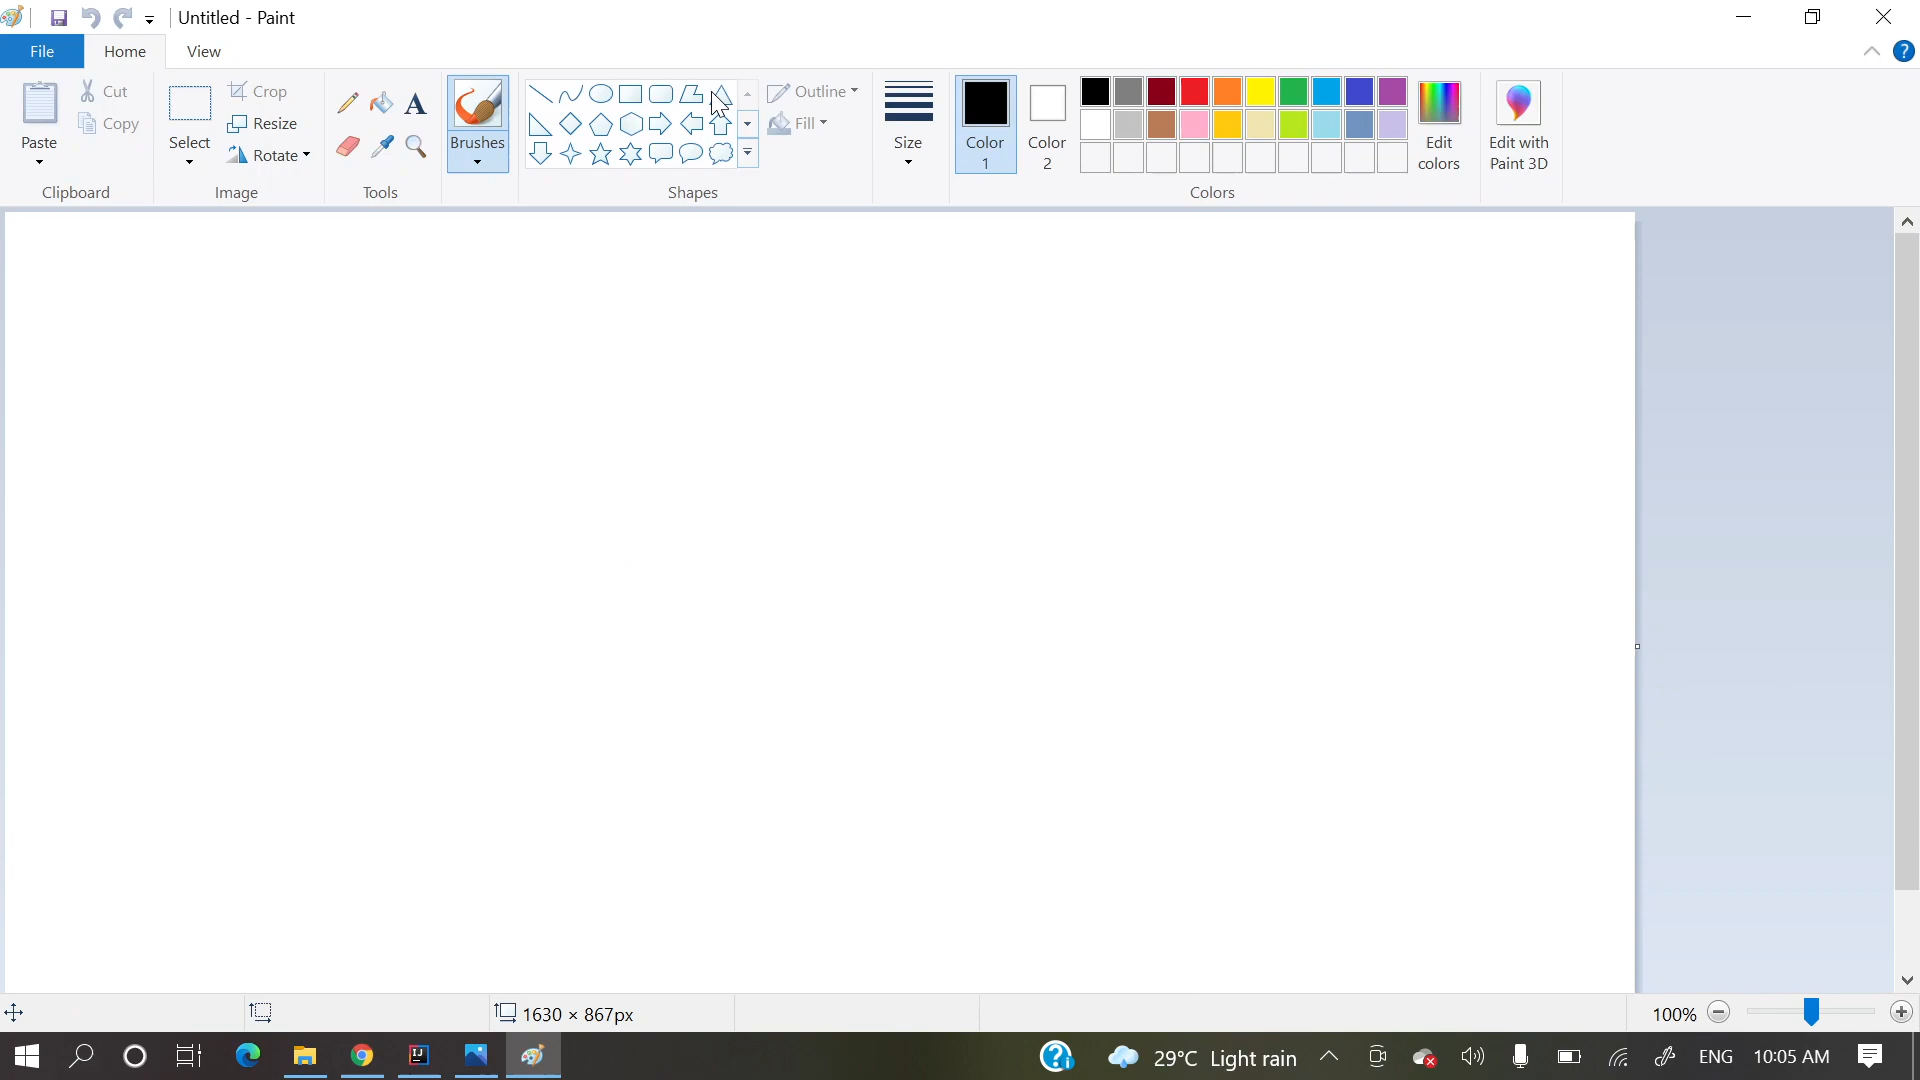 Untitled - Paint
File Home View
Paste
Cut
Copy
Clipboard
Select
Crop
Resize
Rotate
Image
A
Tools
Brushes
Shapes
Outline
Fill
Size
Color
1
Color
2
Colors
Edit
colors
Edit with
Paint 3D
?
1630 × 867px
100%
29°C Light rain
ENG
10:05 AM